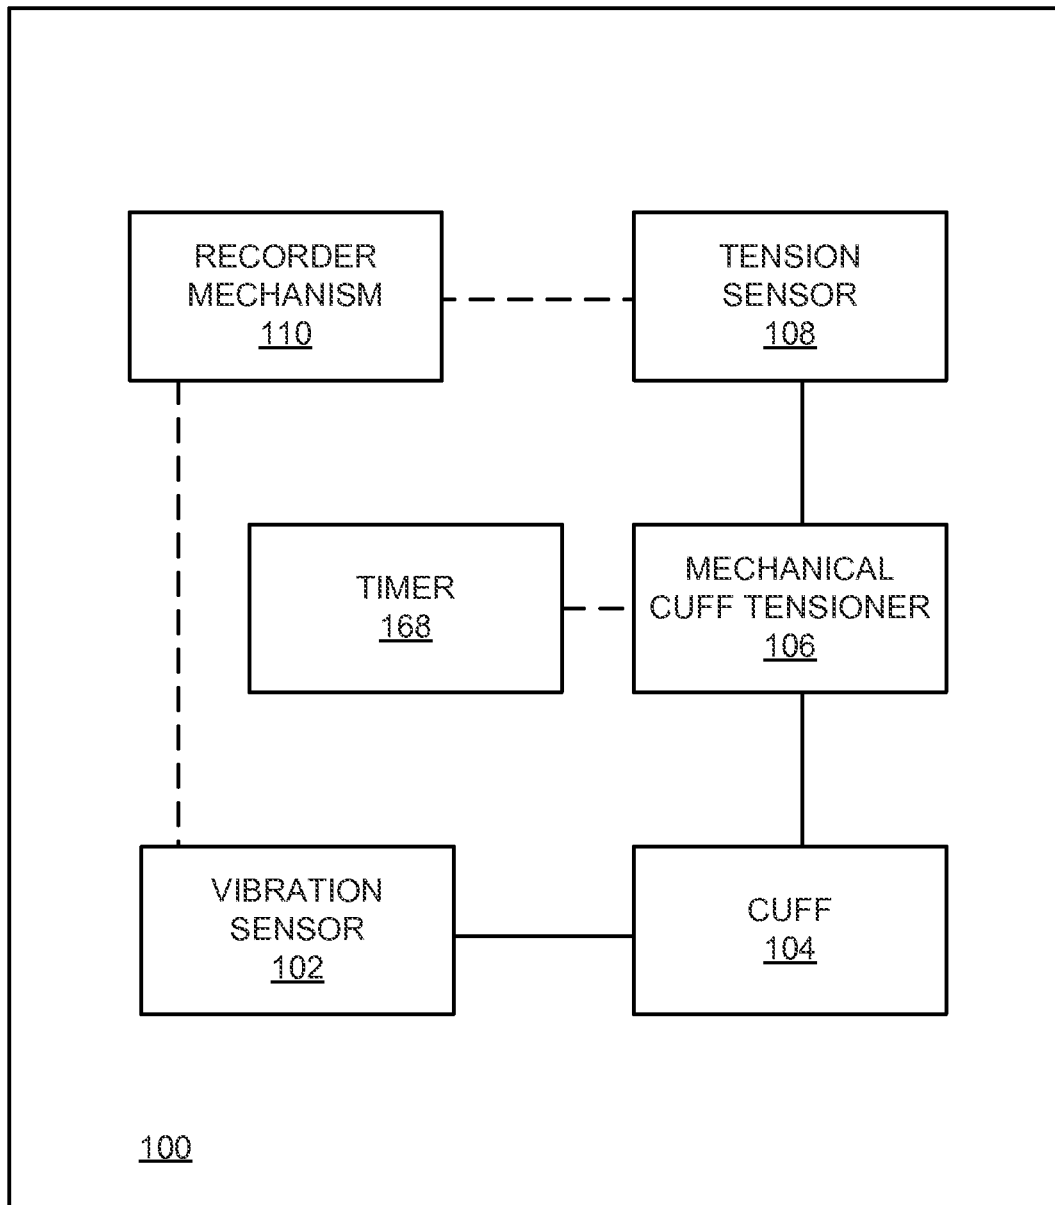 RECORDER
MECHANISM
110
TENSION
SENSOR
108
TIMER
168
MECHANICAL
CUFF TENSIONER
106
VIBRATION
SENSOR
102
CUFF
104
100